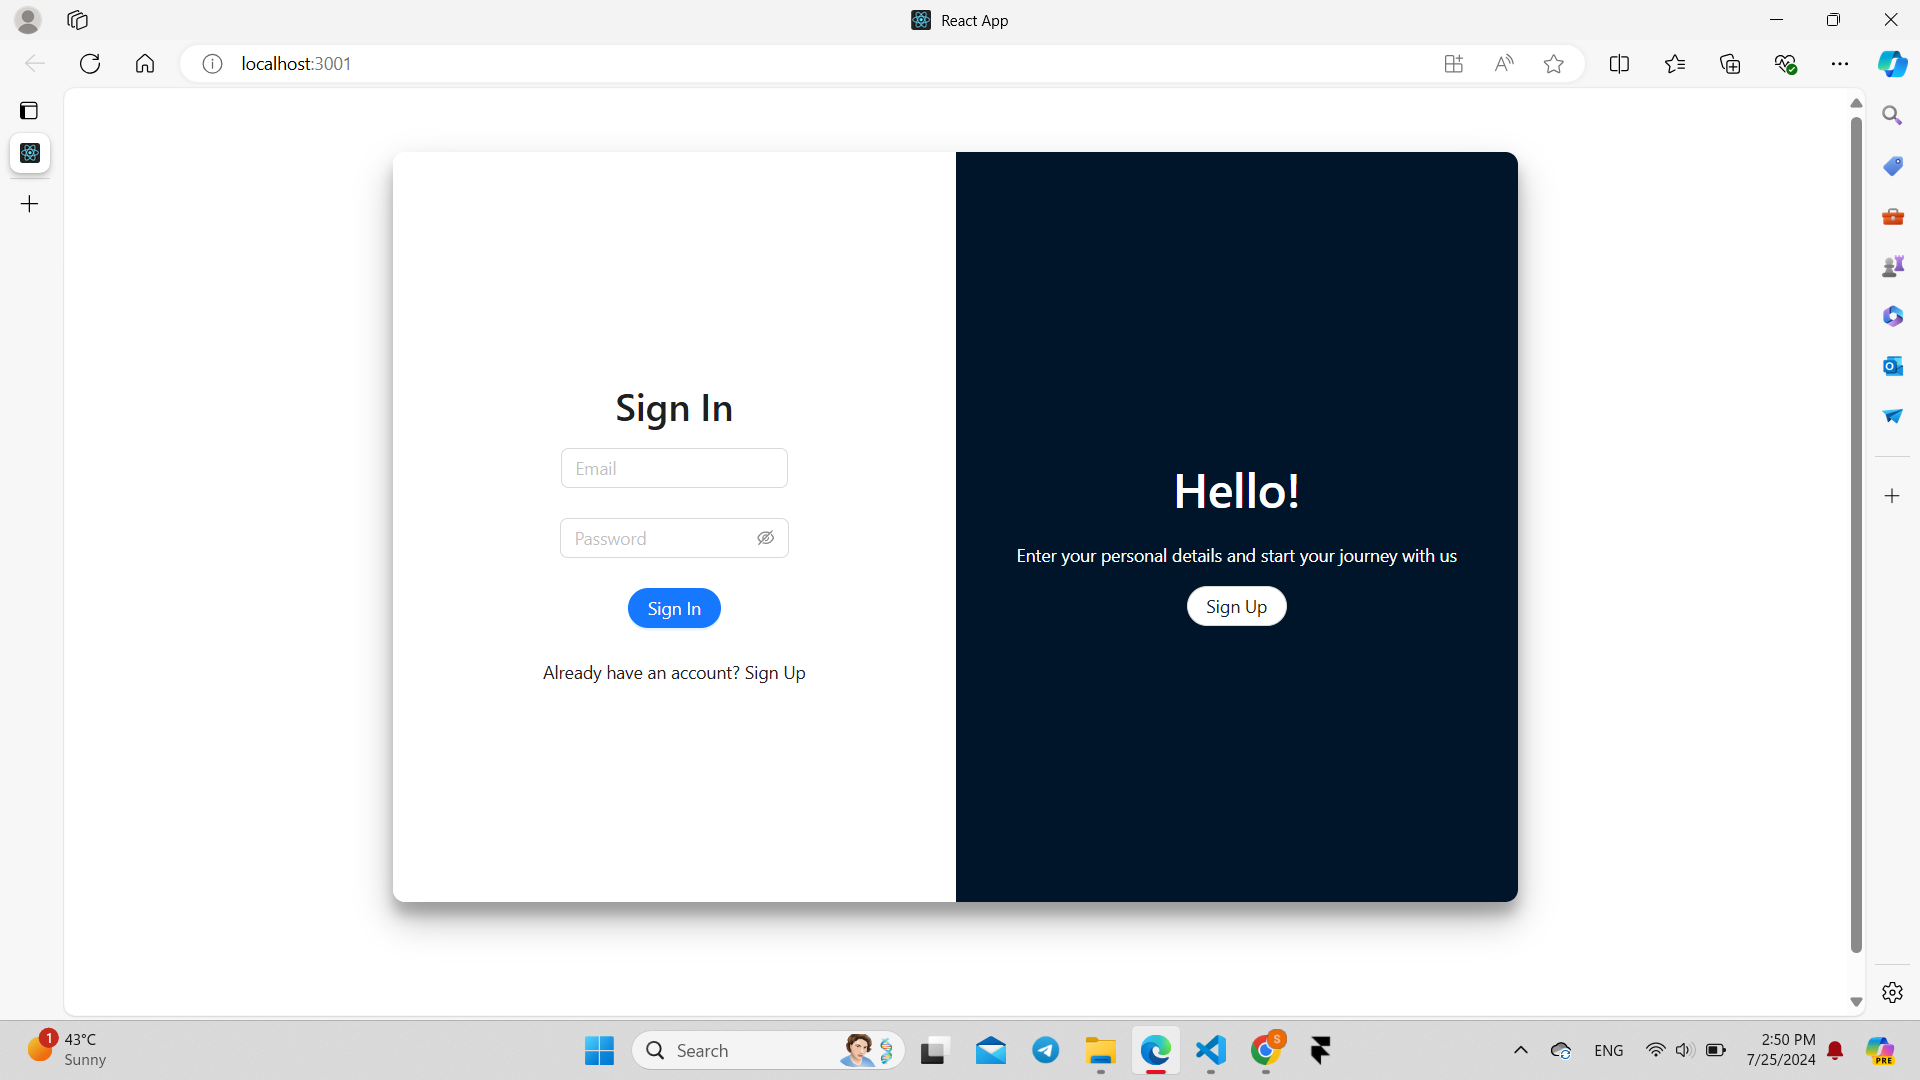 React App
localhost:3001
Sign In
Email
Password
Sign In
Already have an account? Sign Up
Hello!
Enter your personal details and start your journey with us
Sign Up
1
43°C
Sunny
Search
S
ENG
2:50 PM
7/25/2024
PRE